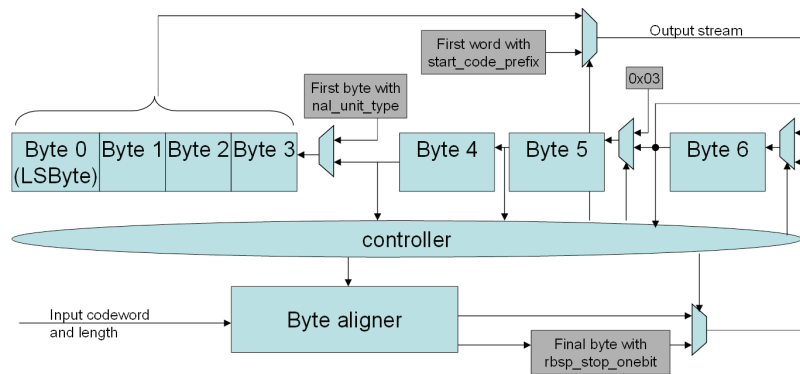 First word with
start_code_prefix
Output stream
First byte with
nal_unit_type
0x03
Byte 0
(LSByte)
Byte 1
Byte 2
Byte 3
Byte 4
Byte 5
Byte 6
controller
Input codeword
and length
Byte aligner
Final byte with
rbsp_stop_onebit